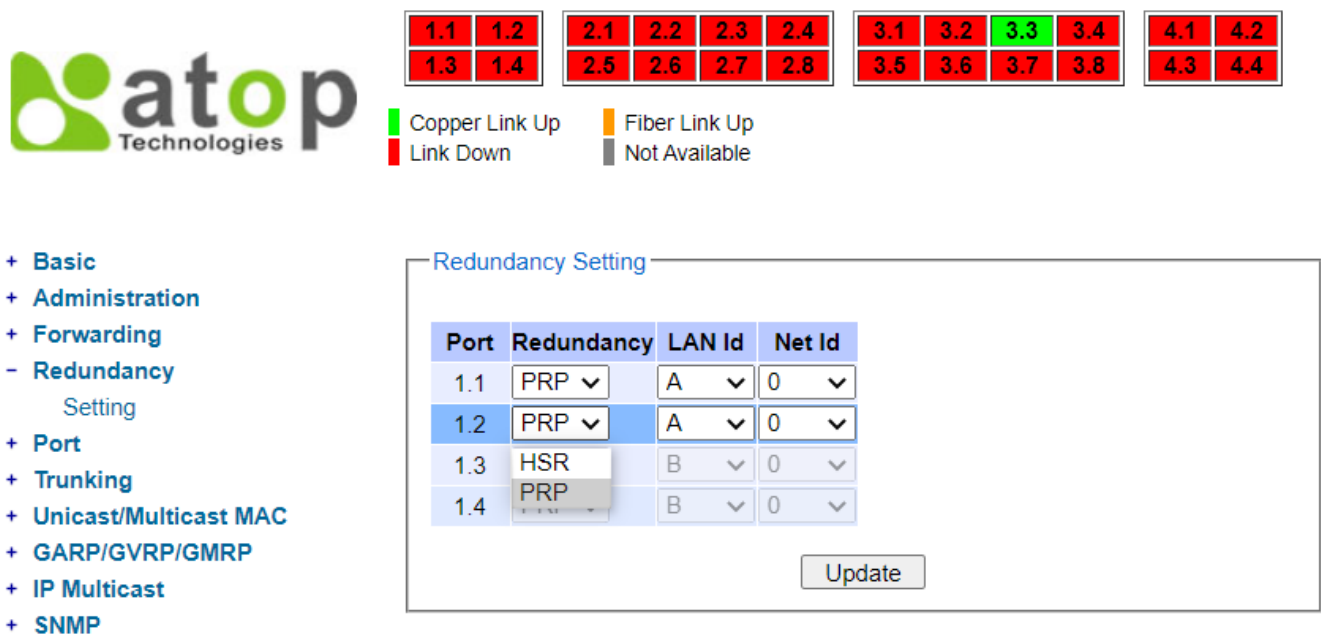 1.1 1.2 2.1 2.2 2.3 2.4 3.1 3.2 3.3 3.4 4.1 4.2
1.3 1.4 2.5 2.6 2.7 2.8 3.5 3.6 3.7 3.8 4.3 4.4
atop
Technologies
Copper Link Up Fiber Link Up
Link Down Not Available
+ Basic
+ Administration
+ Forwarding
- Redundancy
Setting
+ Port
+ Trunking
+ Unicast/Multicast MAC
+ GARP/GVRP/GMRP
+ IP Multicast
+ SNMP
Redundancy Setting
Port Redundancy LAN Id Net Id
1.1 PRP A 0
1.2 PRP A 0
1.3 HSR B 0
PRP
1.4 B 0
Update